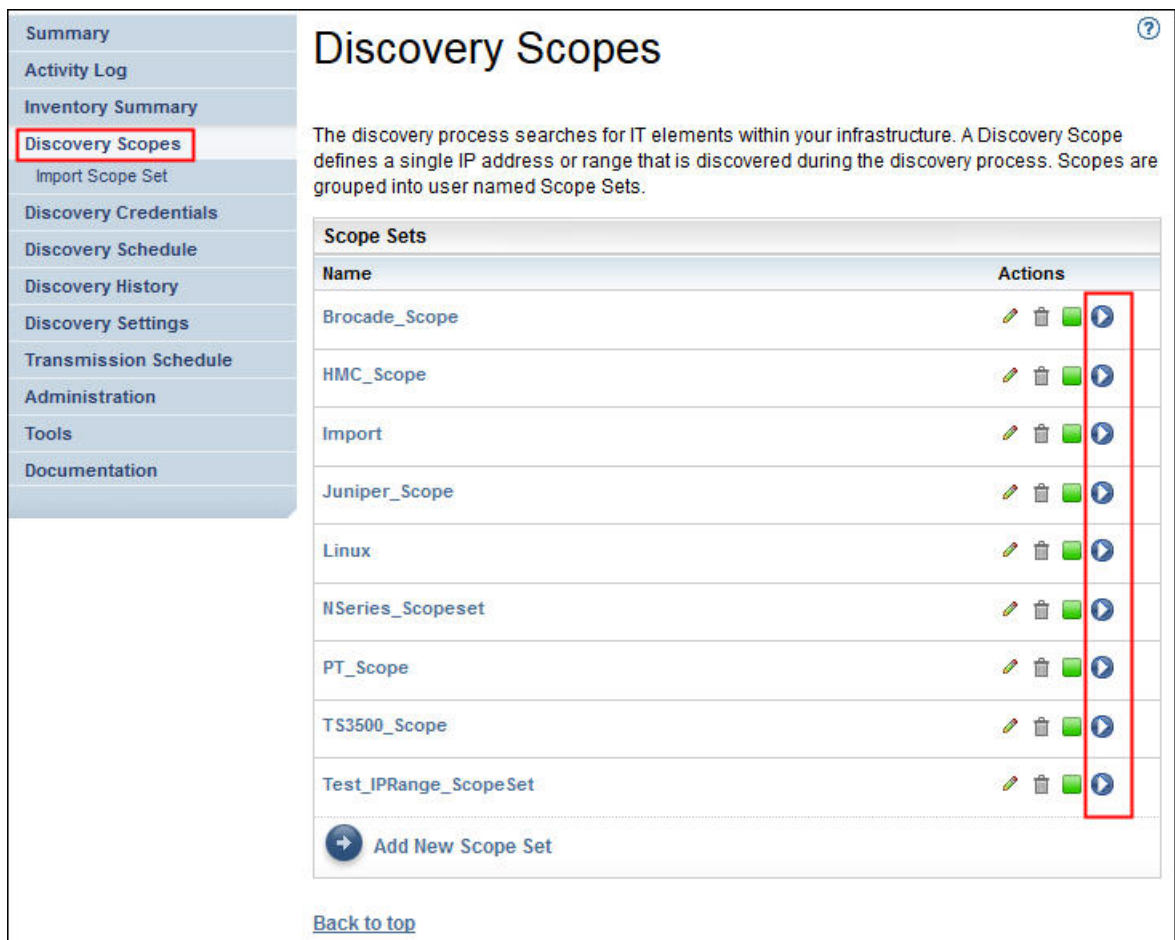 Summary
Activity Log
Inventory Summary
Discovery Scopes
Import Scope Set
Discovery Credentials
Discovery Schedule
Discovery History
Discovery Settings
Transmission Schedule
Administration
Tools
Documentation
?
Discovery Scopes
The discovery process searches for IT elements within your infrastructure. A Discovery Scope
defines a single IP address or range that is discovered during the discovery process. Scopes are
grouped into user named Scope Sets.
Scope Sets
Name Actions
Brocade_Scope
HMC_Scope
Import
Juniper_Scope
Linux
NSeries_Scopeset
PT_Scope
TS3500_Scope
Test_IPRange_ScopeSet
Add New Scope Set
Back to top